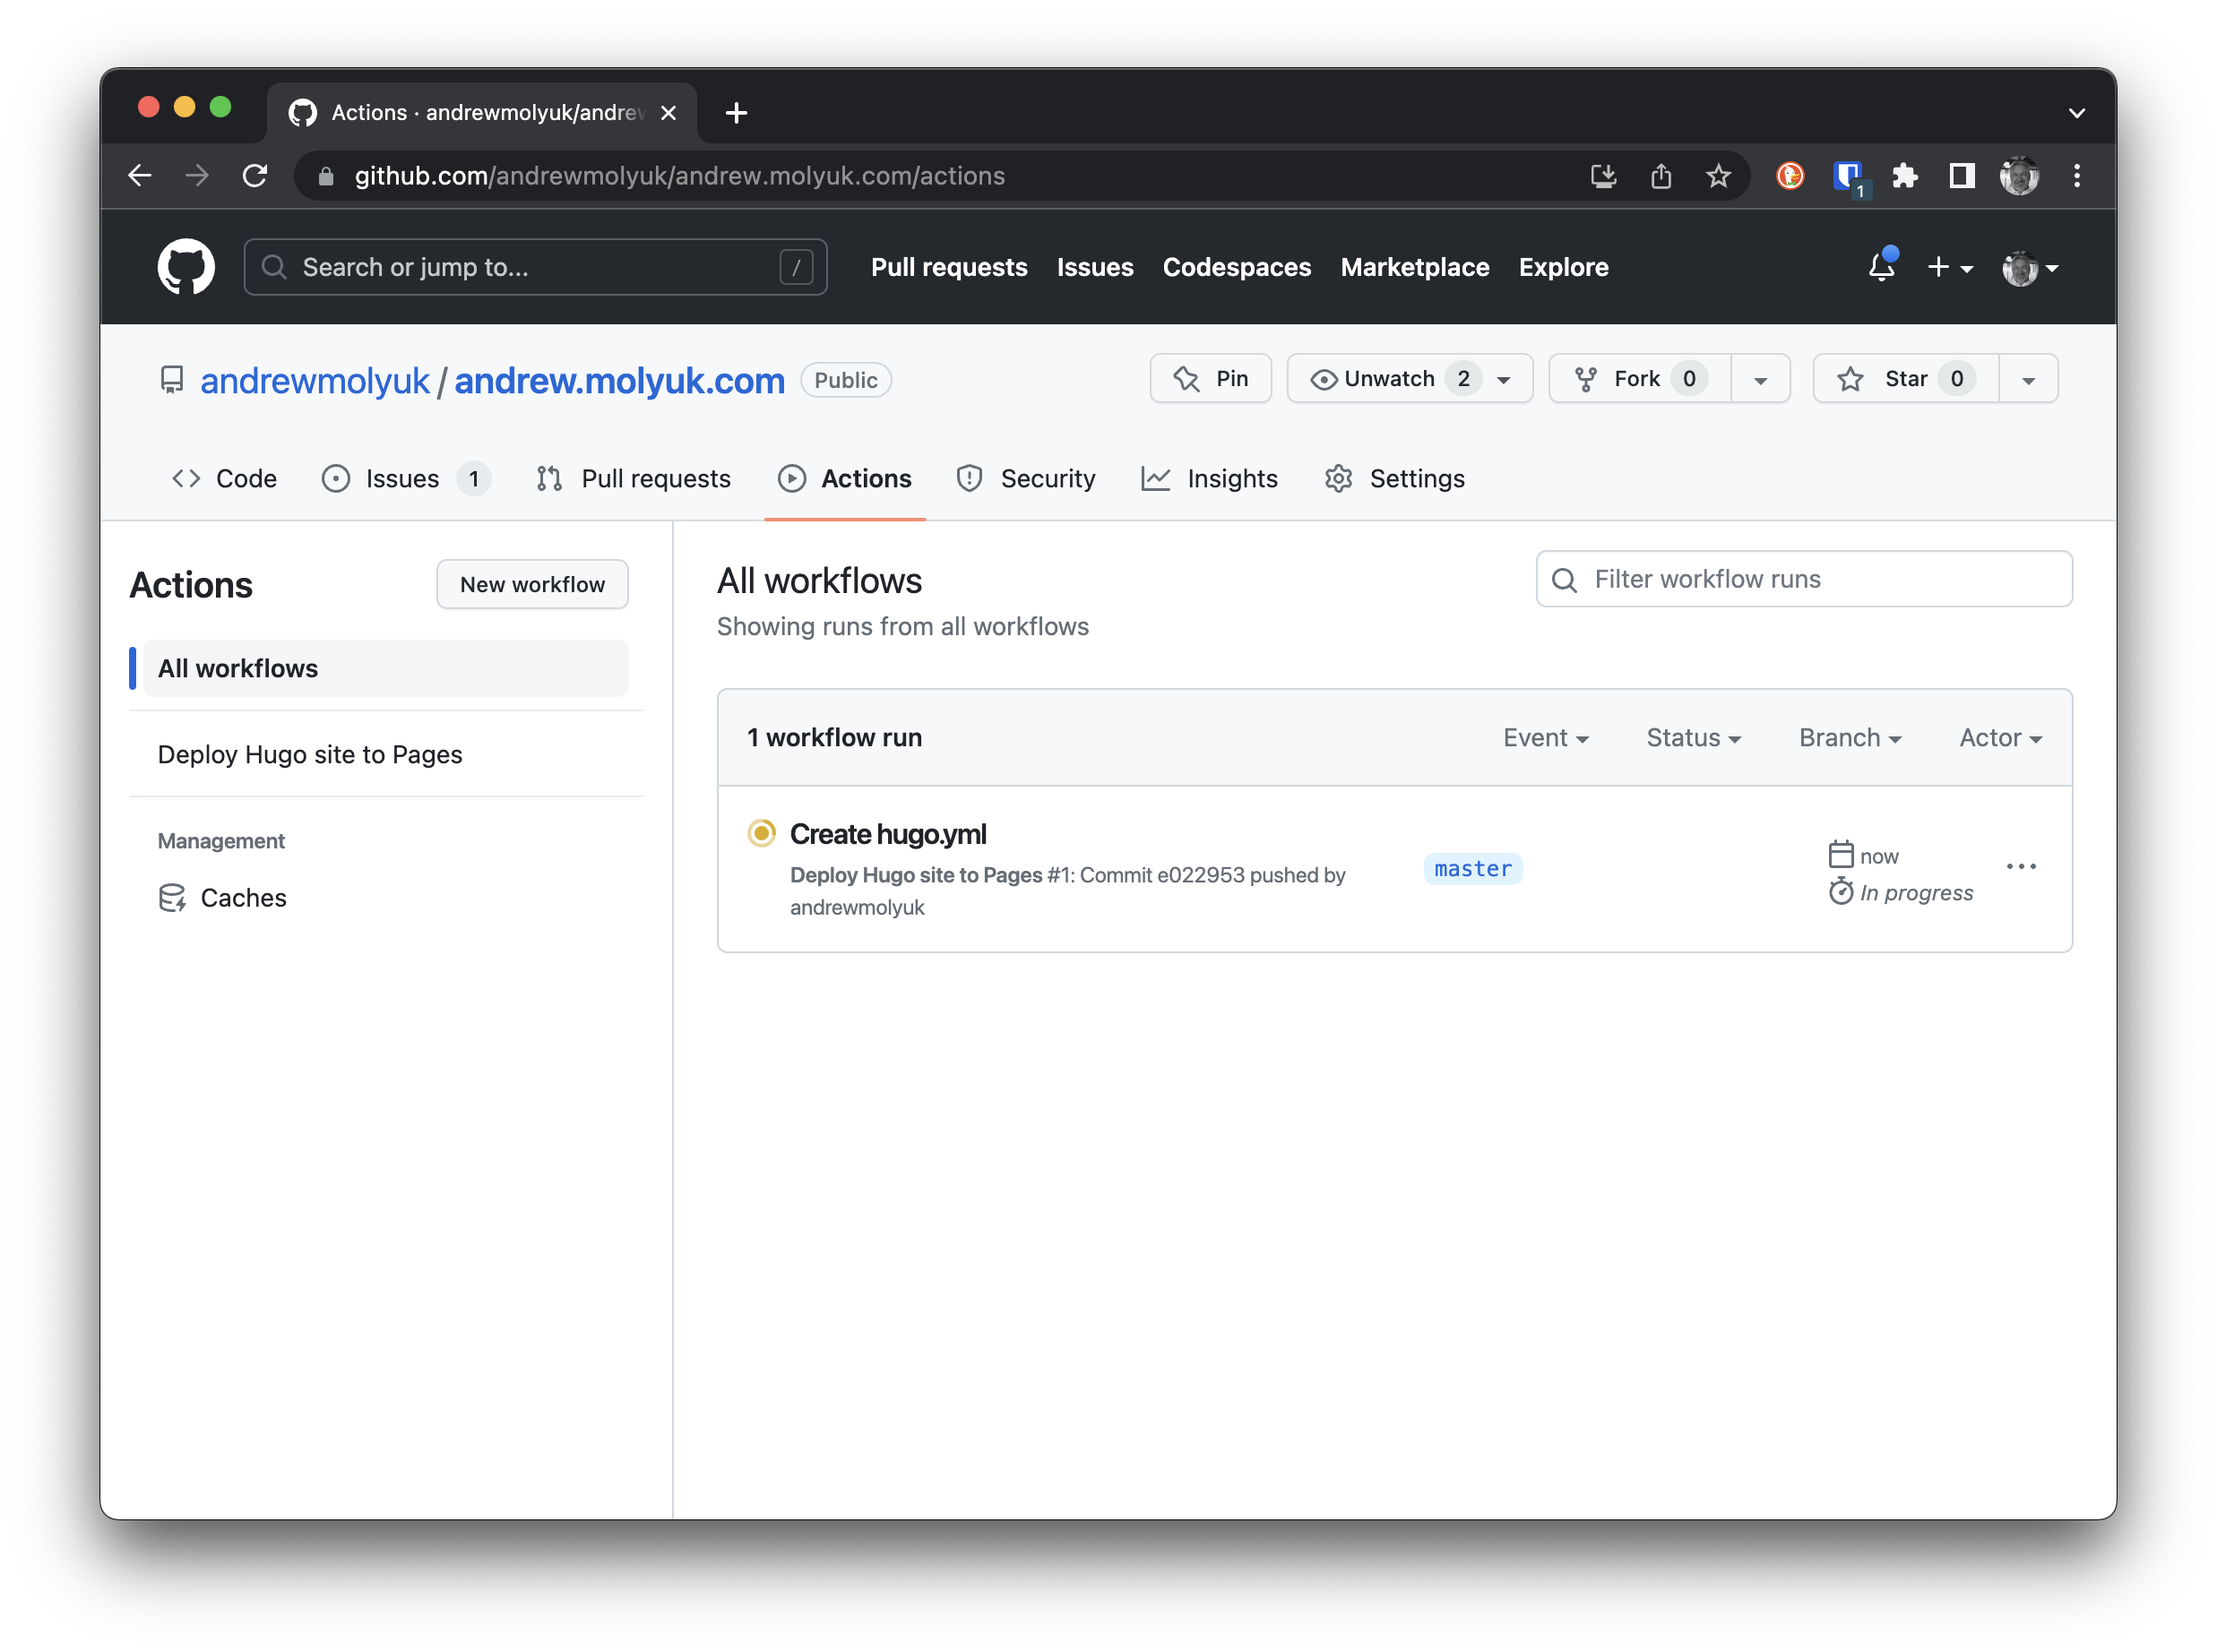 Actions · andrewmolyuk/andrew
github.com/andrewmolyuk/andrew.molyuk.com/actions
1
Search or jump to...
/
Pull requests
Issues
Codespaces
Marketplace
Explore
andrewmolyuk / andrew.molyuk.com
Public
Pin
Unwatch 2
Fork 0
Star 0
Code
Issues 1
Pull requests
Actions
Security
Insights
Settings
Actions
New workflow
All workflows
Deploy Hugo site to Pages
Management
Caches
All workflows
Filter workflow runs
Showing runs from all workflows
1 workflow run
Event
Status
Branch
Actor
Create hugo.yml
Deploy Hugo site to Pages #1: Commit e022953 pushed by
andrewmolyuk
master
now
In progress